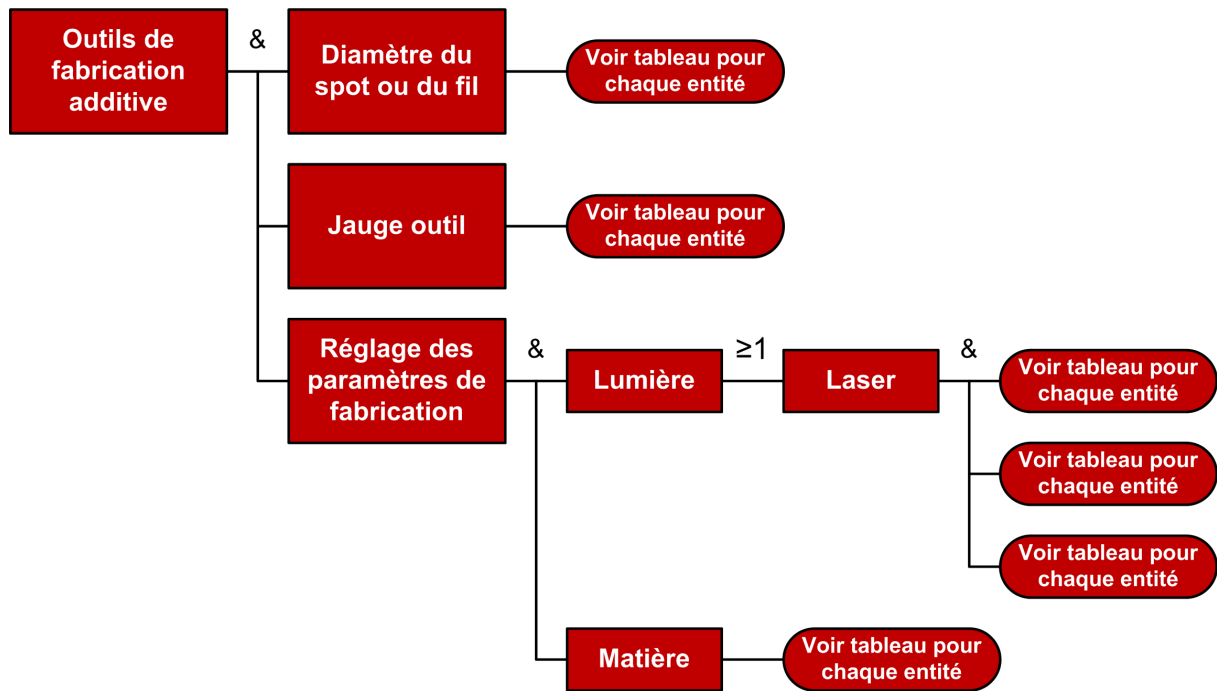 Outils de
fabrication
additive
&
Diamètre du
spot ou du fil
Voir tableau pour
chaque entité
Jauge outil
Voir tableau pour
chaque entité
Réglage des
paramètres de
fabrication
&
Lumière
≥1
Laser
&
Voir tableau pour
chaque entité
Voir tableau pour
chaque entité
Voir tableau pour
chaque entité
Matière
Voir tableau pour
chaque entité